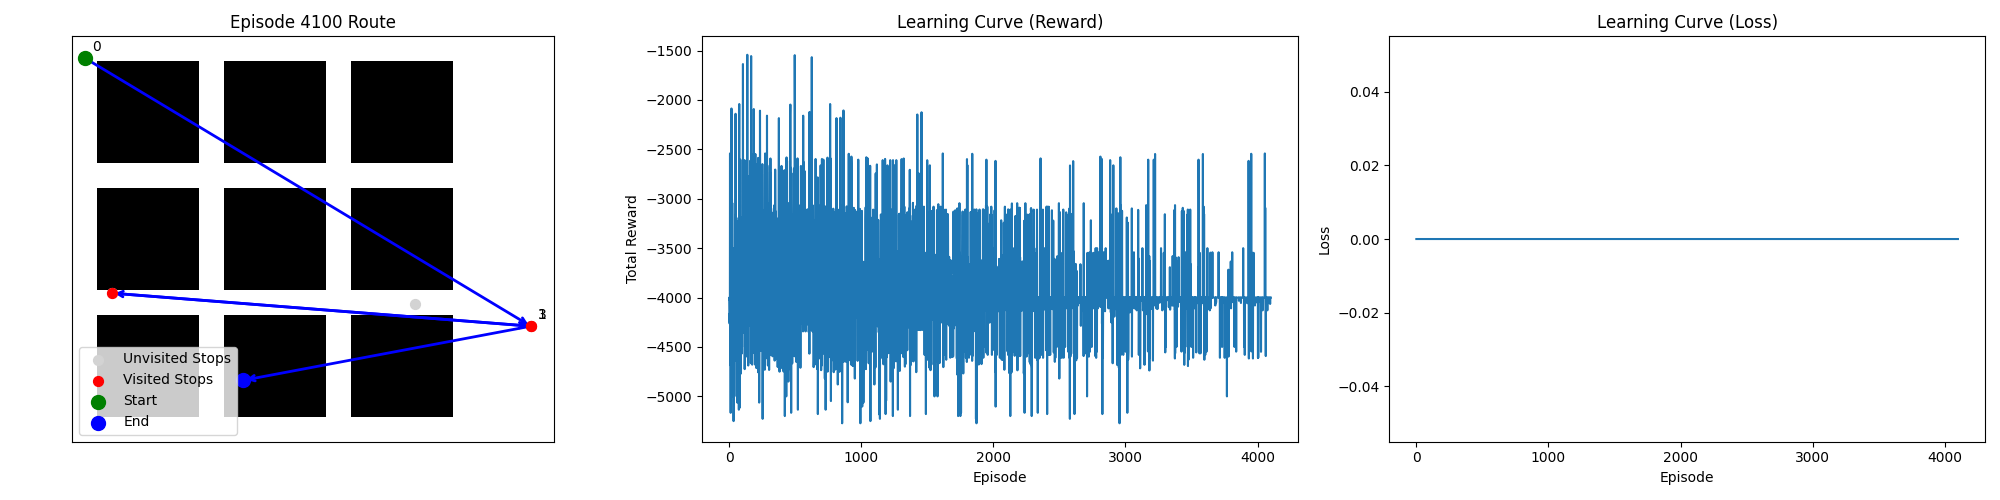 Episode 4100 Route
0
Unvisited Stops
Visited Stops
Start
End
Learning Curve (Reward)
Total Reward
−1500
−2000
−2500
−3000
−3500
−4000
−4500
−5000
0 1000 2000 3000 4000
Episode
Learning Curve (Loss)
Loss
0.04
0.02
0.00
−0.02
−0.04
0 1000 2000 3000 4000
Episode